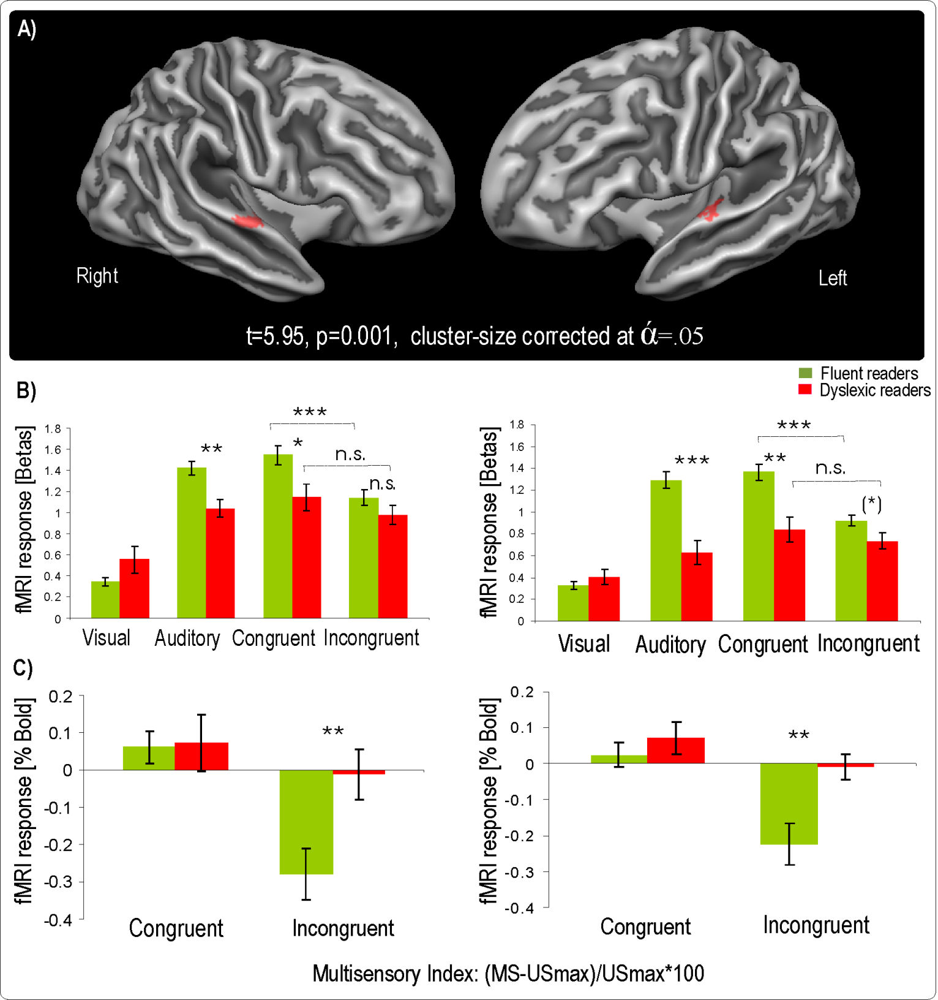 A)
Right
Left
t=5.95, p=0.001, cluster-size corrected at ά=.05
Fluent readers
Dyslexic readers
B)
fMRI response [Betas]
1.8
1.6
1.4
1.2
1
0.8
0.6
0.4
0.2
0
**
***
*
n.s.
n.s.
Visual Auditory Congruent Incongruent
fMRI response [Betas]
1.8
1.6
1.4
1.2
1
0.8
0.6
0.4
0.2
0
***
***
**
n.s.
(*)
Visual Auditory Congruent Incongruent
C)
fMRI response [% Bold]
0.2
0.1
0
-0.1
-0.2
-0.3
-0.4
**
Congruent Incongruent
fMRI response [% Bold]
0.2
0.1
0
-0.1
-0.2
-0.3
-0.4
**
Congruent Incongruent
Multisensory Index: (MS-USmax)/USmax*100